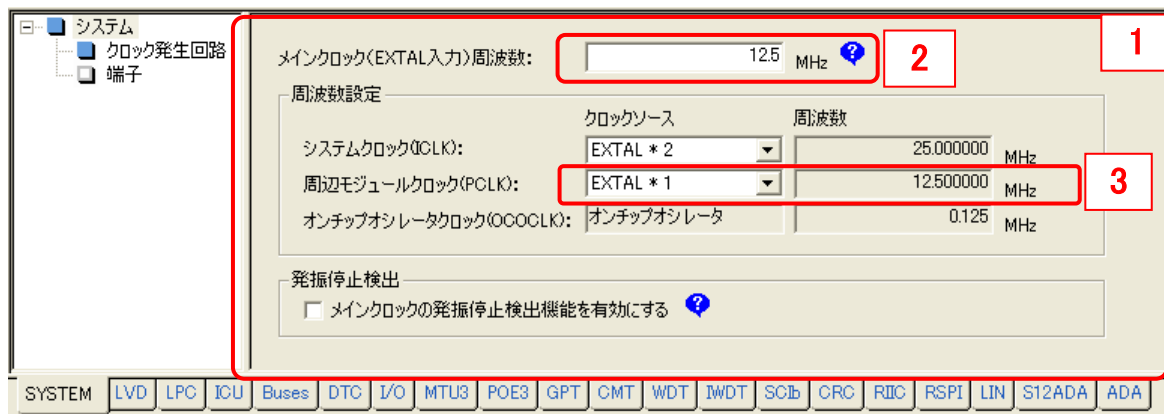 システム
クロック発生回路
端子
1
メインクロック(EXTAL入力)周波数: 12.5 MHz ?
2
周波数設定
クロックソース 周波数
システムクロック(ICLK): EXTAL * 2 25.000000 MHz
周辺モジュールクロック(PCLK): EXTAL * 1 12.500000 MHz
3
オンチップオシレータクロック(OCOCLK): オンチップオシレータ 0.125 MHz
発振停止検出
メインクロックの発振停止検出機能を有効にする ?
SYSTEM LVD LPC ICU Buses DTC I/O MTU3 POE3 GPT CMT WDT IWDT SCIb CRC RIIC RSPI LIN S12ADA ADA